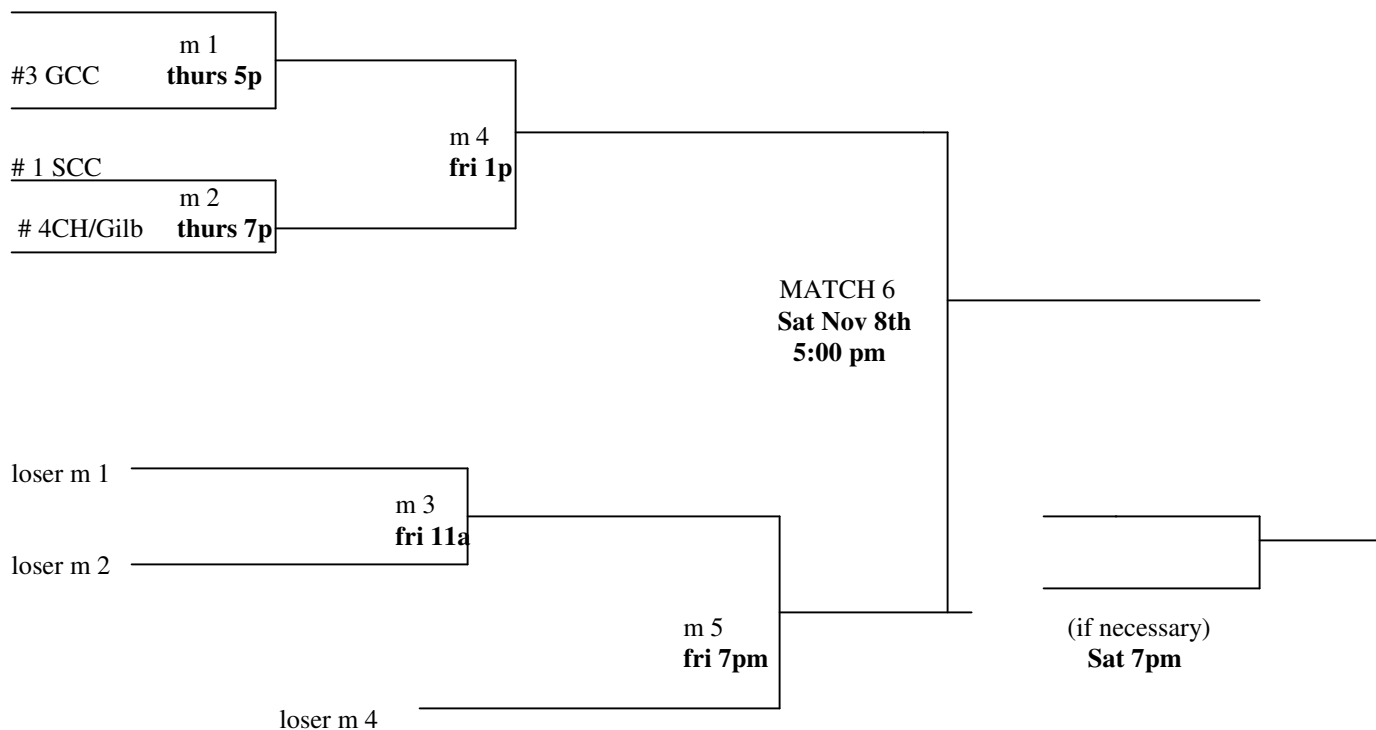 m 1
#3 GCC thurs 5p
m 4
fri 1p
# 1 SCC
m 2
# 4CH/Gilb thurs 7p
MATCH 6
Sat Nov 8th
5:00 pm
loser m 1
m 3
fri 11a
loser m 2
m 5
fri 7pm
(if necessary)
Sat 7pm
loser m 4